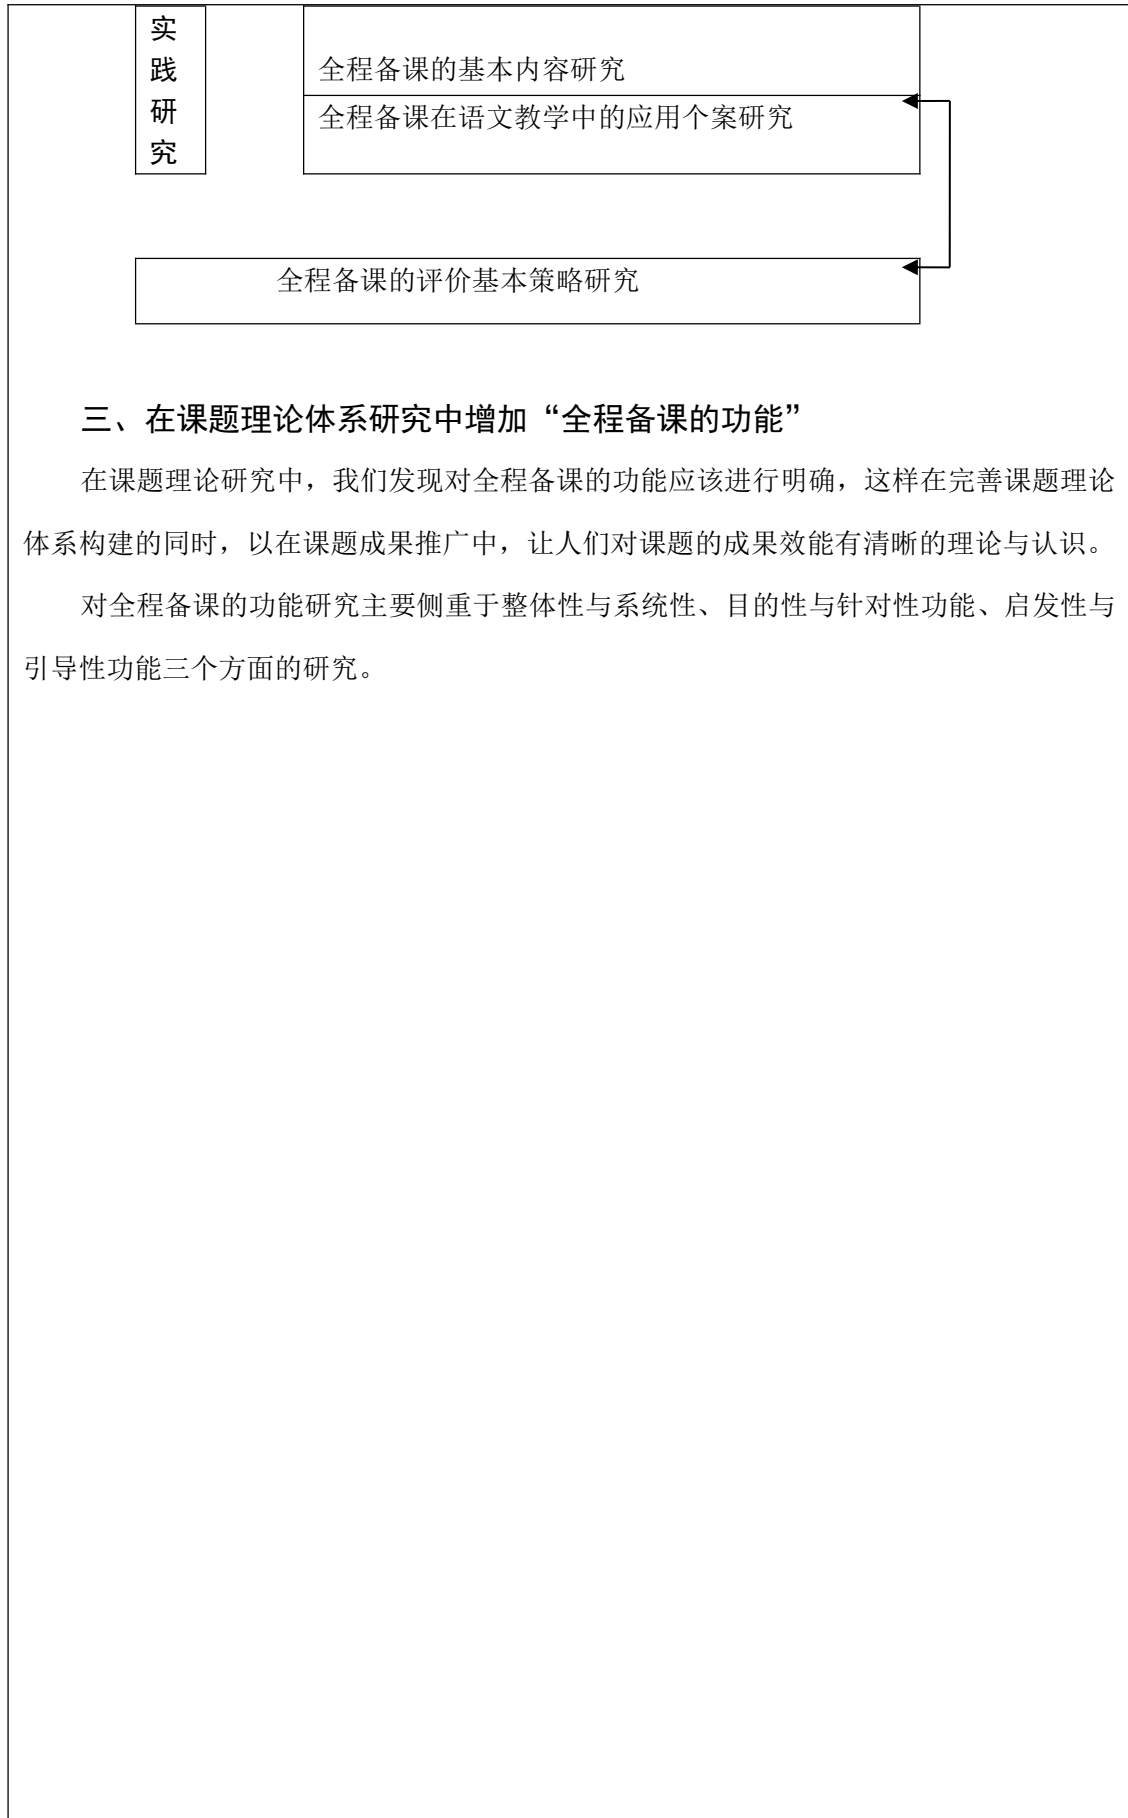 实
践
研
究
全程备课的基本内容研究
全程备课在语文教学中的应用个案研究
全程备课的评价基本策略研究
三、在课题理论体系研究中增加“全程备课的功能”
在课题理论研究中，我们发现对全程备课的功能应该进行明确，这样在完善课题理论
体系构建的同时，以在课题成果推广中，让人们对课题的成果效能有清晰的理论与认识。
对全程备课的功能研究主要侧重于整体性与系统性、目的性与针对性功能、启发性与
引导性功能三个方面的研究。